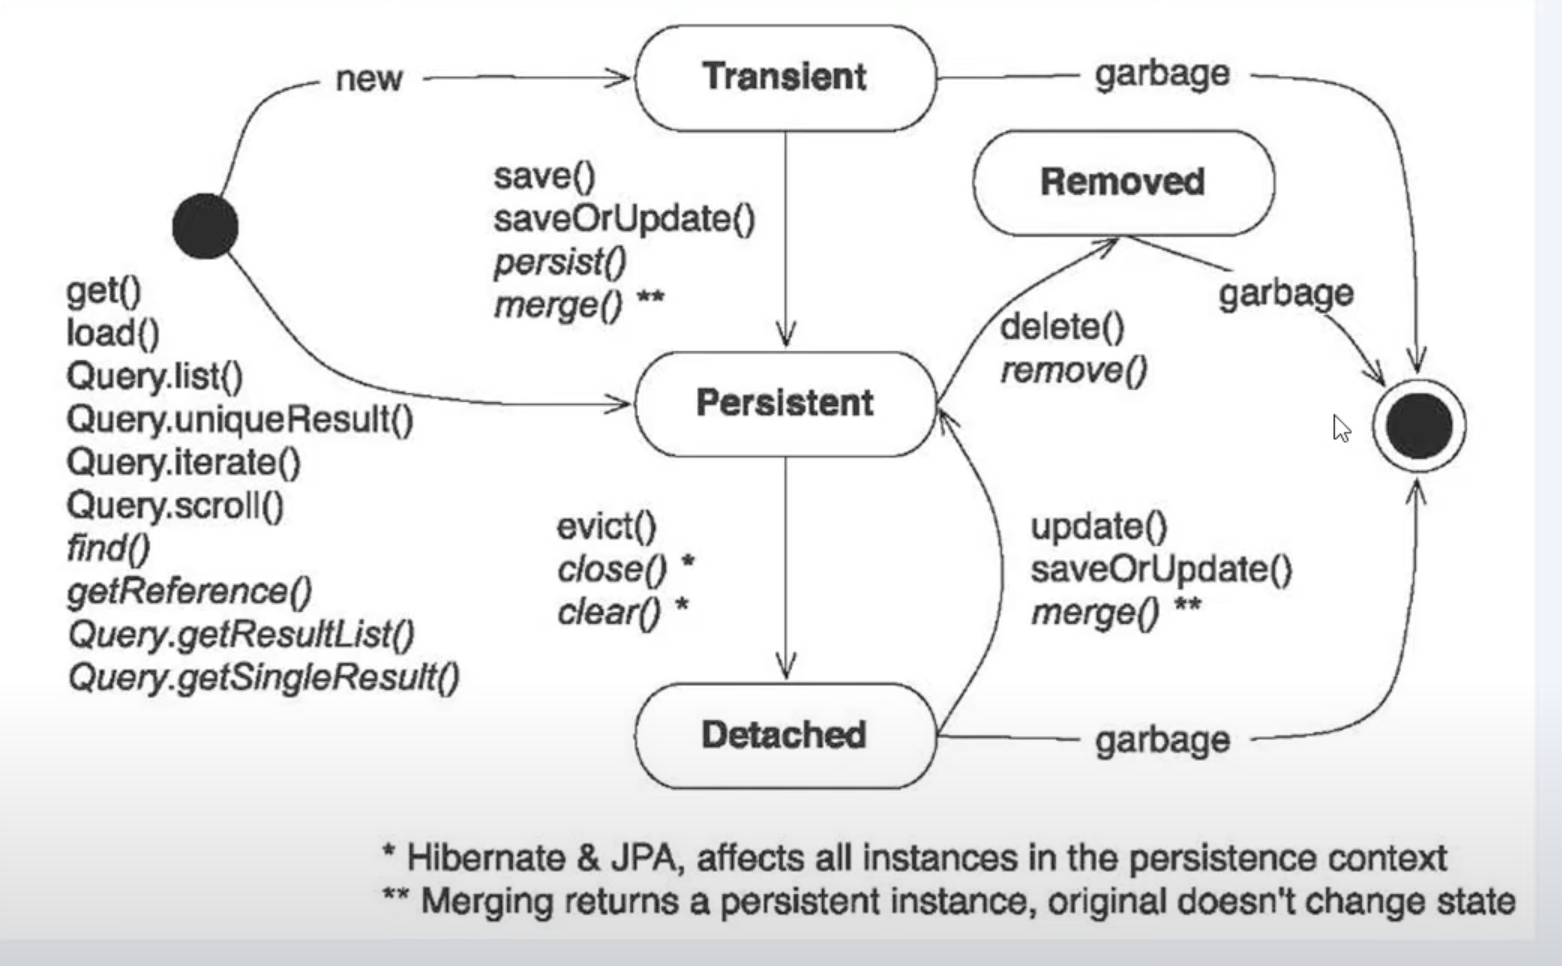 new
Transient
garbage
Removed
save()
saveOrUpdate()
persist()
merge() **
garbage
get()
load()
Query.list()
Query.uniqueResult()
Query.iterate()
Query.scroll()
find()
getReference()
Query.getResultList()
Query.getSingleResult()
delete()
remove()
Persistent
evict()
close() *
clear() *
update()
saveOrUpdate()
merge() **
Detached
garbage
* Hibernate & JPA, affects all instances in the persistence context
** Merging returns a persistent instance, original doesn't change state